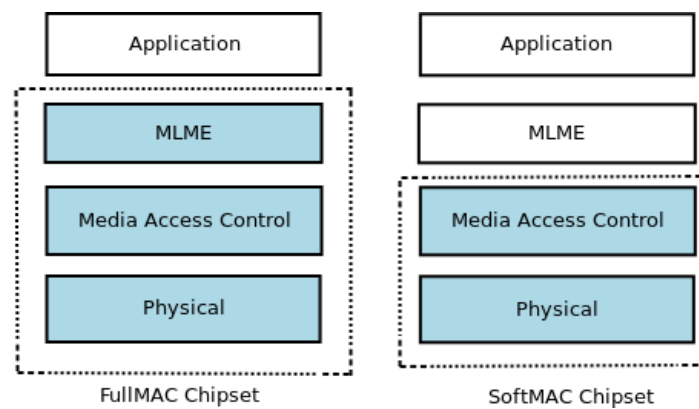 Application
MLME
Media Access Control
Physical
FullMAC Chipset
Application
MLME
Media Access Control
Physical
SoftMAC Chipset